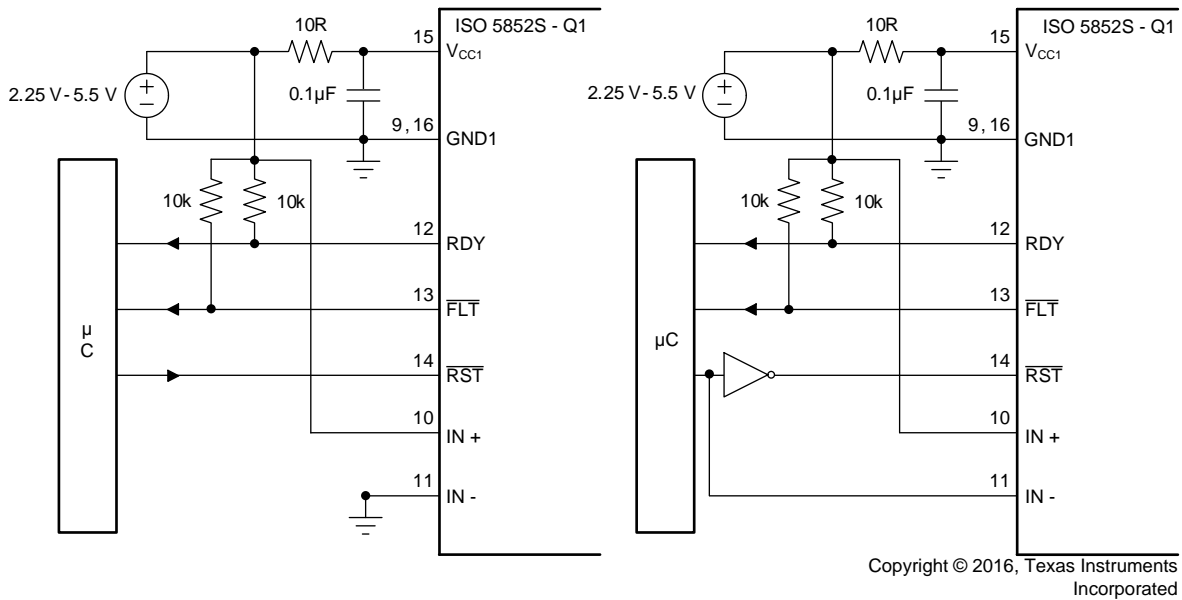 ISO 5852S - Q1
10R
15
VCC1
2.25 V - 5.5 V
0.1µF
9, 16
GND1
10k
10k
12
RDY
13
FLT
µ
C
14
RST
10
IN +
11
IN -
ISO 5852S - Q1
10R
15
VCC1
2.25 V - 5.5 V
0.1µF
9, 16
GND1
10k
10k
12
RDY
13
FLT
µC
14
RST
10
IN +
11
IN -
Copyright © 2016, Texas Instruments
Incorporated